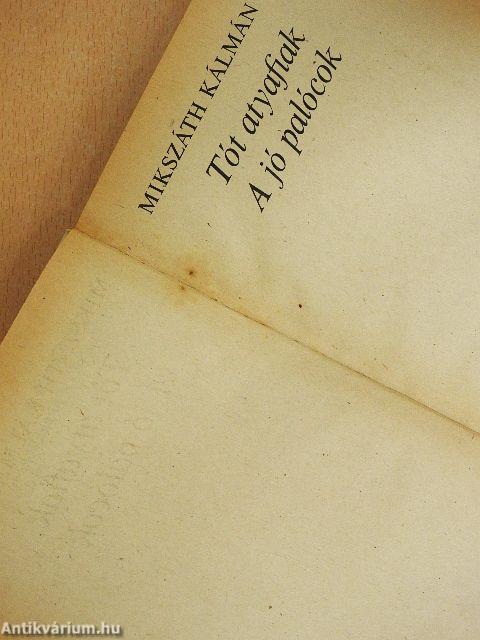 MIKSZÁTH KÁLMÁN
Tót atyafiak
A jó palócok
Antikvárium.hu